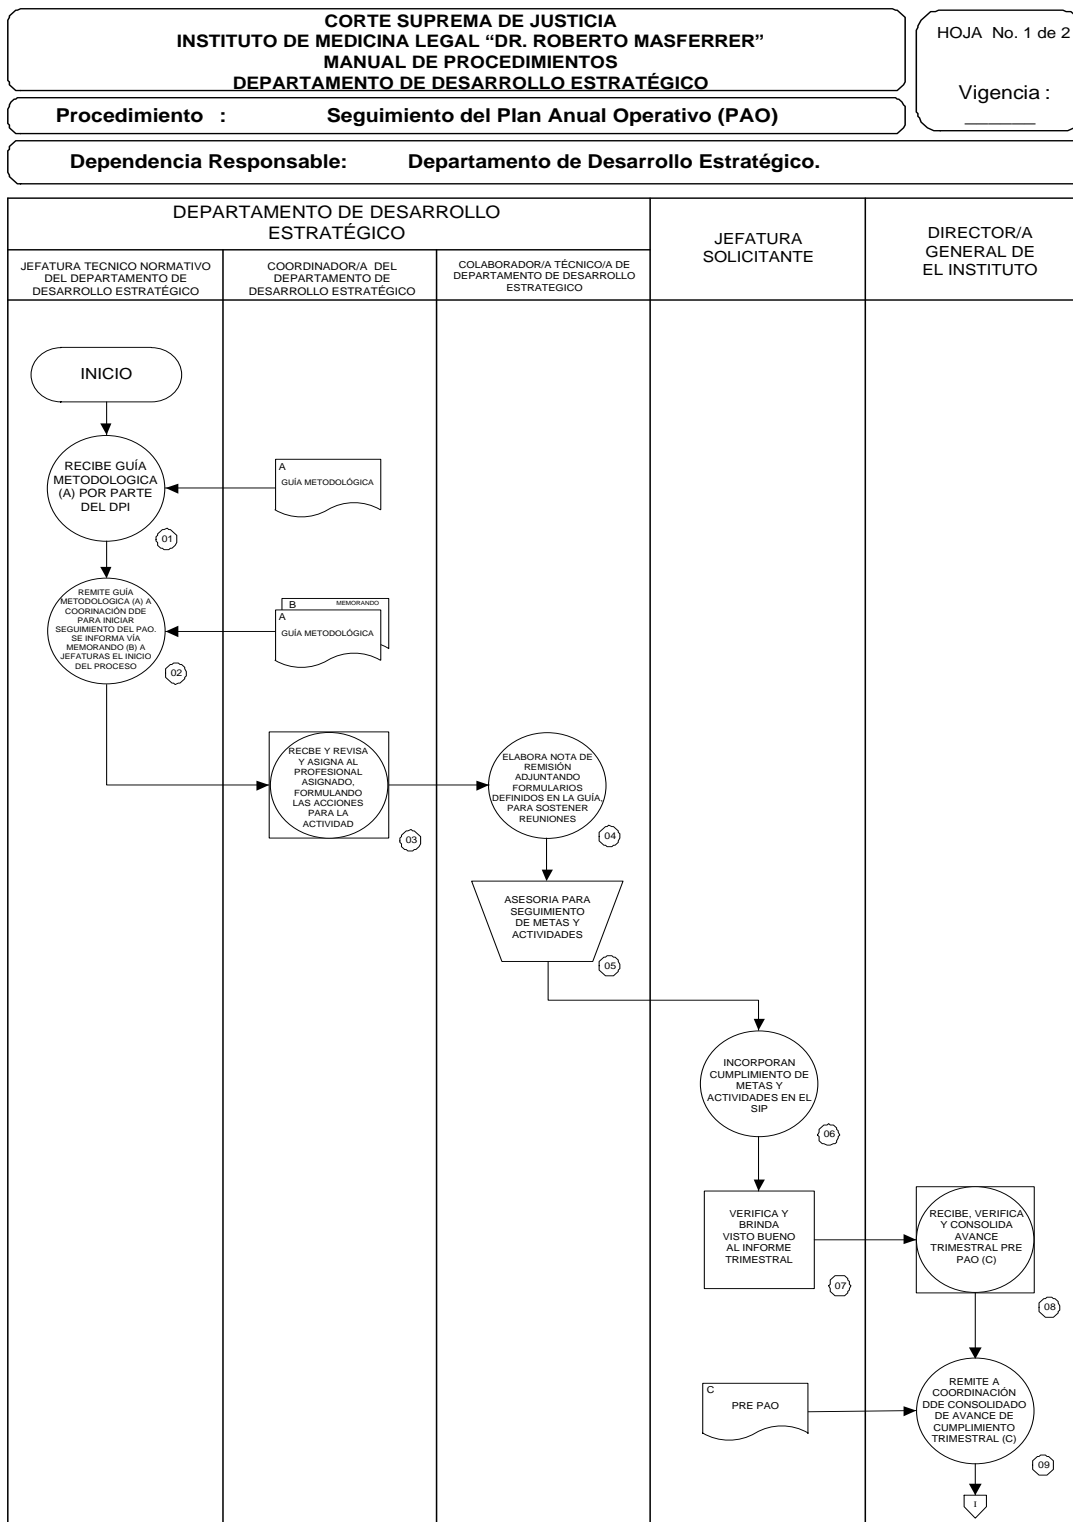 CORTE SUPREMA DE JUSTICIA
INSTITUTO DE MEDICINA LEGAL “DR. ROBERTO MASFERRER”
MANUAL DE PROCEDIMIENTOS
DEPARTAMENTO DE DESARROLLO ESTRATÉGICO
HOJA No. 1 de 2
Vigencia :
Procedimiento : Seguimiento del Plan Anual Operativo (PAO)
Dependencia Responsable: Departamento de Desarrollo Estratégico.
DEPARTAMENTO DE DESARROLLO
ESTRATÉGICO
JEFATURA
SOLICITANTE
DIRECTOR/A
GENERAL DE
EL INSTITUTO
JEFATURA TECNICO NORMATIVO
DEL DEPARTAMENTO DE
DESARROLLO ESTRATÉGICO
COORDINADOR/A DEL
DEPARTAMENTO DE
DESARROLLO ESTRATÉGICO
COLABORADOR/A TÉCNICO/A DE
DEPARTAMENTO DE DESARROLLO
ESTRATEGICO
INICIO
RECIBE GUÍA
METODOLOGICA
(A) POR PARTE
DEL DPI
01
A
GUÍA METODOLÓGICA
REMITE GUÍA
METODOLOGICA (A) A
COORINACIÓN DDE
PARA INICIAR
SEGUIMIENTO DEL PAO.
SE INFORMA VÍA
MEMORANDO (B) A
JEFATURAS EL INICIO
DEL PROCESO
02
B MEMORANDO
A
GUÍA METODOLÓGICA
RECBE Y REVISA
Y ASIGNA AL
PROFESIONAL
ASIGNADO,
FORMULANDO
LAS ACCIONES
PARA LA
ACTIVIDAD
03
ELABORA NOTA DE
REMISIÓN
ADJUNTANDO
FORMULARIOS
DEFINIDOS EN LA GUÍA,
PARA SOSTENER
REUNIONES
04
ASESORIA PARA
SEGUIMIENTO
DE METAS Y
ACTIVIDADES
05
INCORPORAN
CUMPLIMIENTO DE
METAS Y
ACTIVIDADES EN EL
SIP
06
VERIFICA Y
BRINDA
VISTO BUENO
AL INFORME
TRIMESTRAL
07
RECIBE, VERIFICA
Y CONSOLIDA
AVANCE
TRIMESTRAL PRE
PAO (C)
08
C
PRE PAO
REMITE A
COORDINACIÓN
DDE CONSOLIDADO
DE AVANCE DE
CUMPLIMIENTO
TRIMESTRAL (C)
09
I